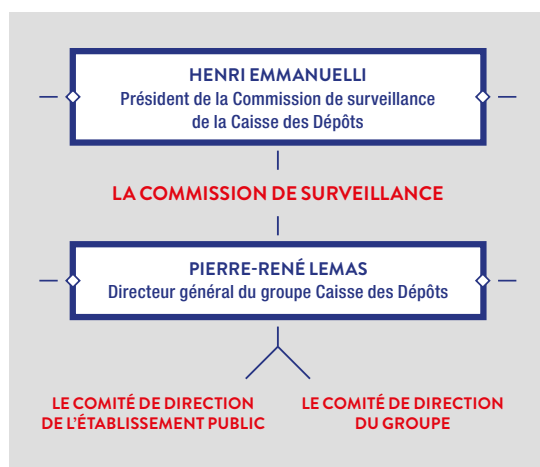 HENRI EMMANUELLI
Président de la Commission de surveillance
de la Caisse des Dépôts
LA COMMISSION DE SURVEILLANCE
PIERRE-RENÉ LEMAS
Directeur général du groupe Caisse des Dépôts
LE COMITÉ DE DIRECTION
DE L'ÉTABLISSEMENT PUBLIC
LE COMITÉ DE DIRECTION
DU GROUPE